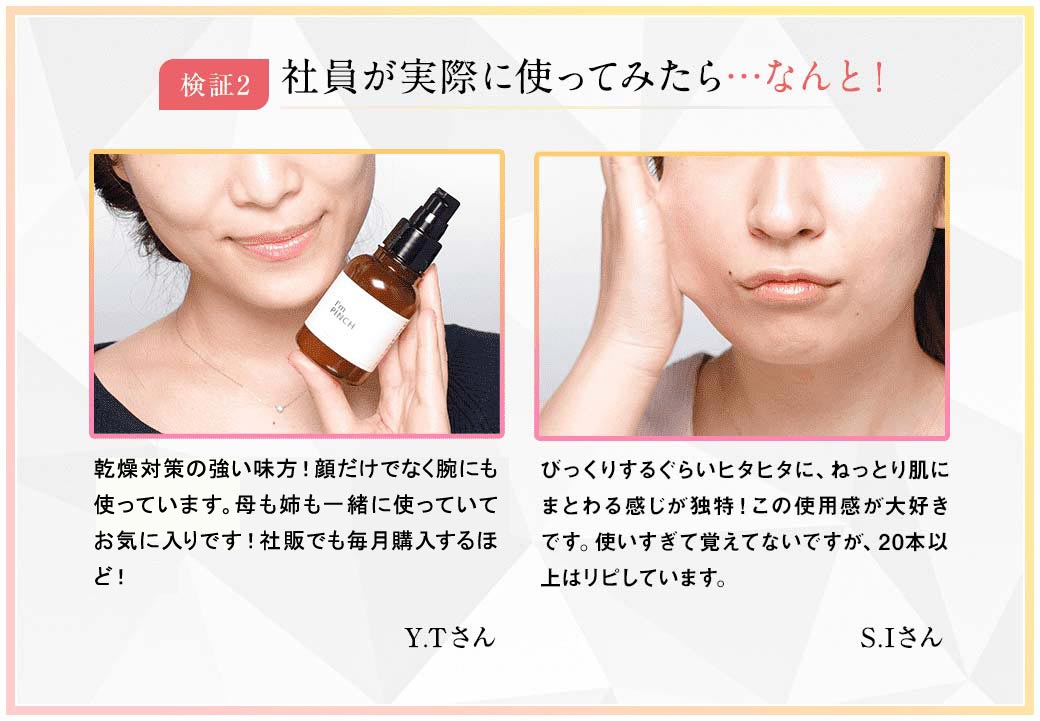 検証2
社員が実際に使ってみたら…なんと！
I'm
PINCH
乾燥対策の強い味方！顔だけでなく腕にも
使っています。母も姉も一緒に使っていて
お気に入りです！社販でも毎月購入するほ
ど！
Y.Tさん
びっくりするぐらいヒタヒタに、ねっとり肌に
まとわる感じが独特！この使用感が大好き
です。使いすぎて覚えてないですが、20本以
上はリピしています。
S.Iさん